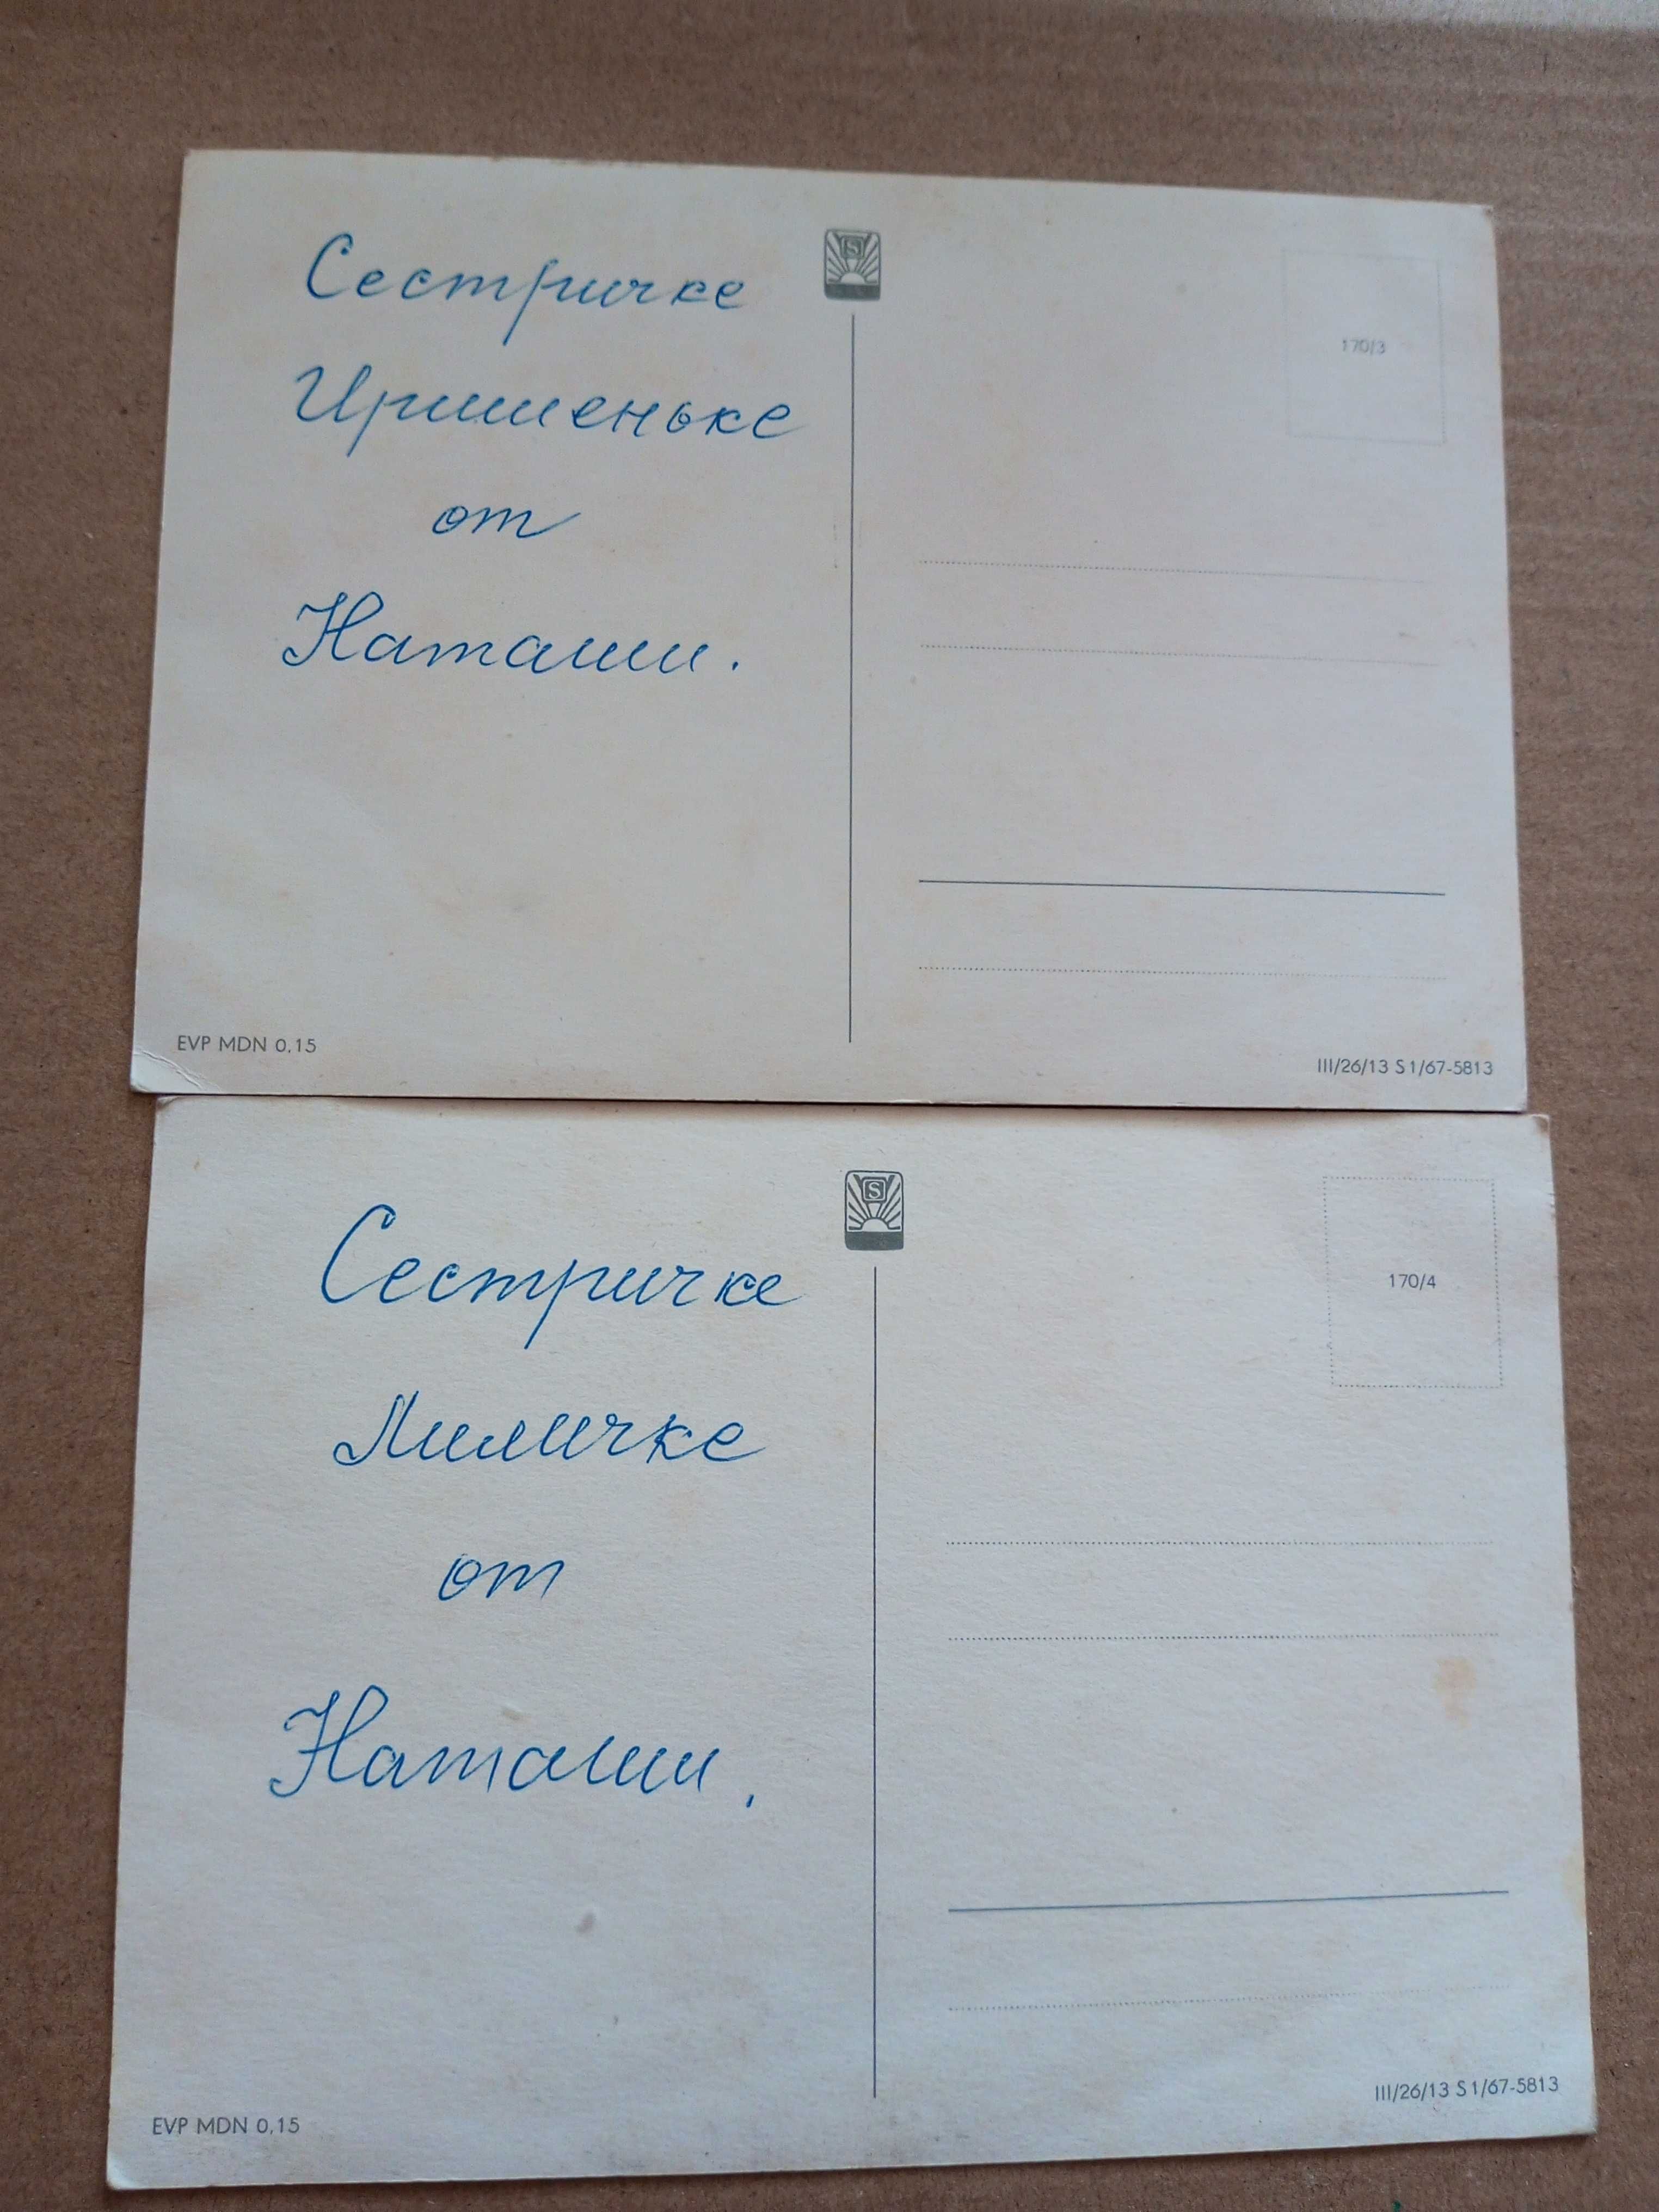 S
170/3
Сестричке
Иришеньке
от
Наташи.
EVP MDN 0,15
III/26/13 S 1/67-5813
S
170/4
Сестричке
Лиличке
от
Наташи.
EVP MDN 0,15
III/26/13 S 1/67-5813